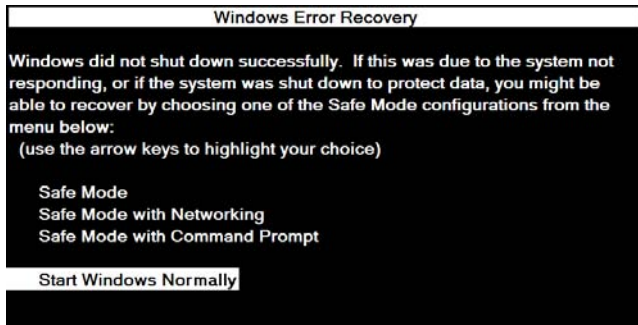 Windows Error Recovery
Windows did not shut down successfully. If this was due to the system not
responding, or if the system was shut down to protect data, you might be
able to recover by choosing one of the Safe Mode configurations from the
menu below:
(use the arrow keys to highlight your choice)
Safe Mode
Safe Mode with Networking
Safe Mode with Command Prompt
Start Windows Normally